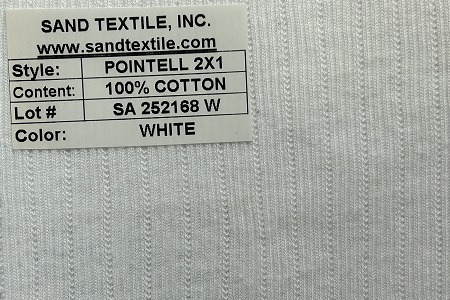 SAND TEXTILE, INC.
www.sandtextile.com
Style: POINTELL 2X1
Content: 100% COTTON
Lot # SA 252168 W
Color: WHITE